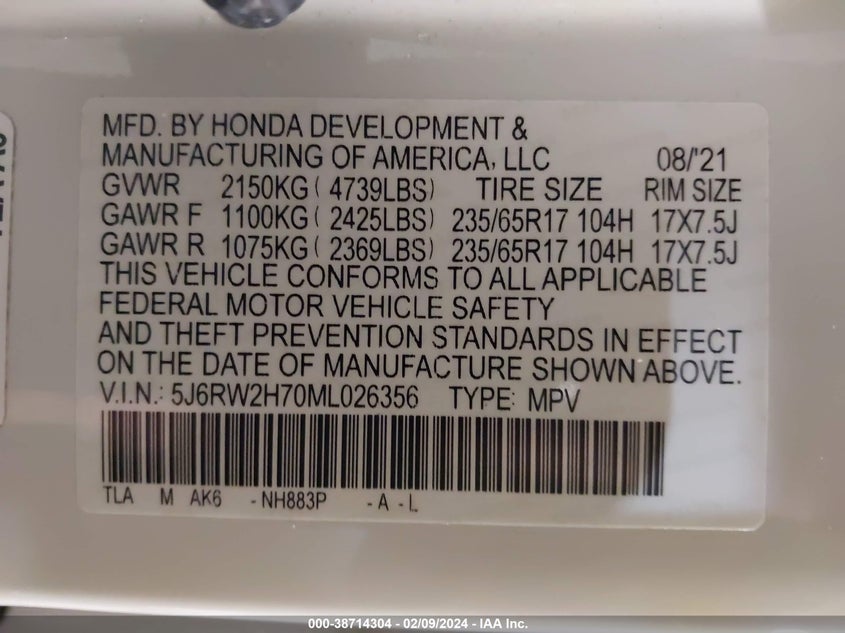 MFD. BY HONDA DEVELOPMENT &
MANUFACTURING OF AMERICA, LLC 08/'21
GVWR 2150KG ( 4739LBS) TIRE SIZE RIM SIZE
GAWR F 1100KG ( 2425LBS) 235/65R17 104H 17X7.5J
GAWR R 1075KG ( 2369LBS) 235/65R17 104H 17X7.5J
THIS VEHICLE CONFORMS TO ALL APPLICABLE
FEDERAL MOTOR VEHICLE SAFETY
AND THEFT PREVENTION STANDARDS IN EFFECT
ON THE DATE OF MANUFACTURE SHOWN ABOVE.
V.I.N.: 5J6RW2H70ML026356 TYPE: MPV
TLA M AK6 -NH883P -A -L
000-38714304 - 02/09/2024 - IAA Inc.